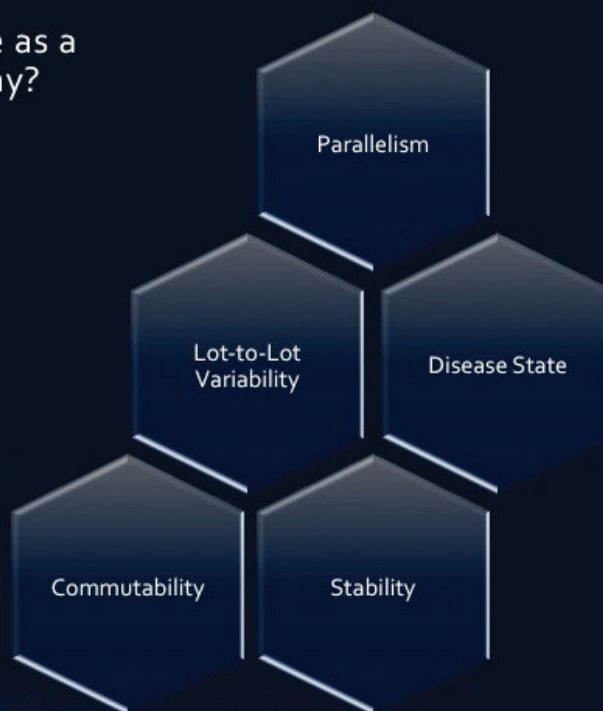 as a
Parallelism
Lot-to-Lot
Variability
Disease State
Commutability
Stability